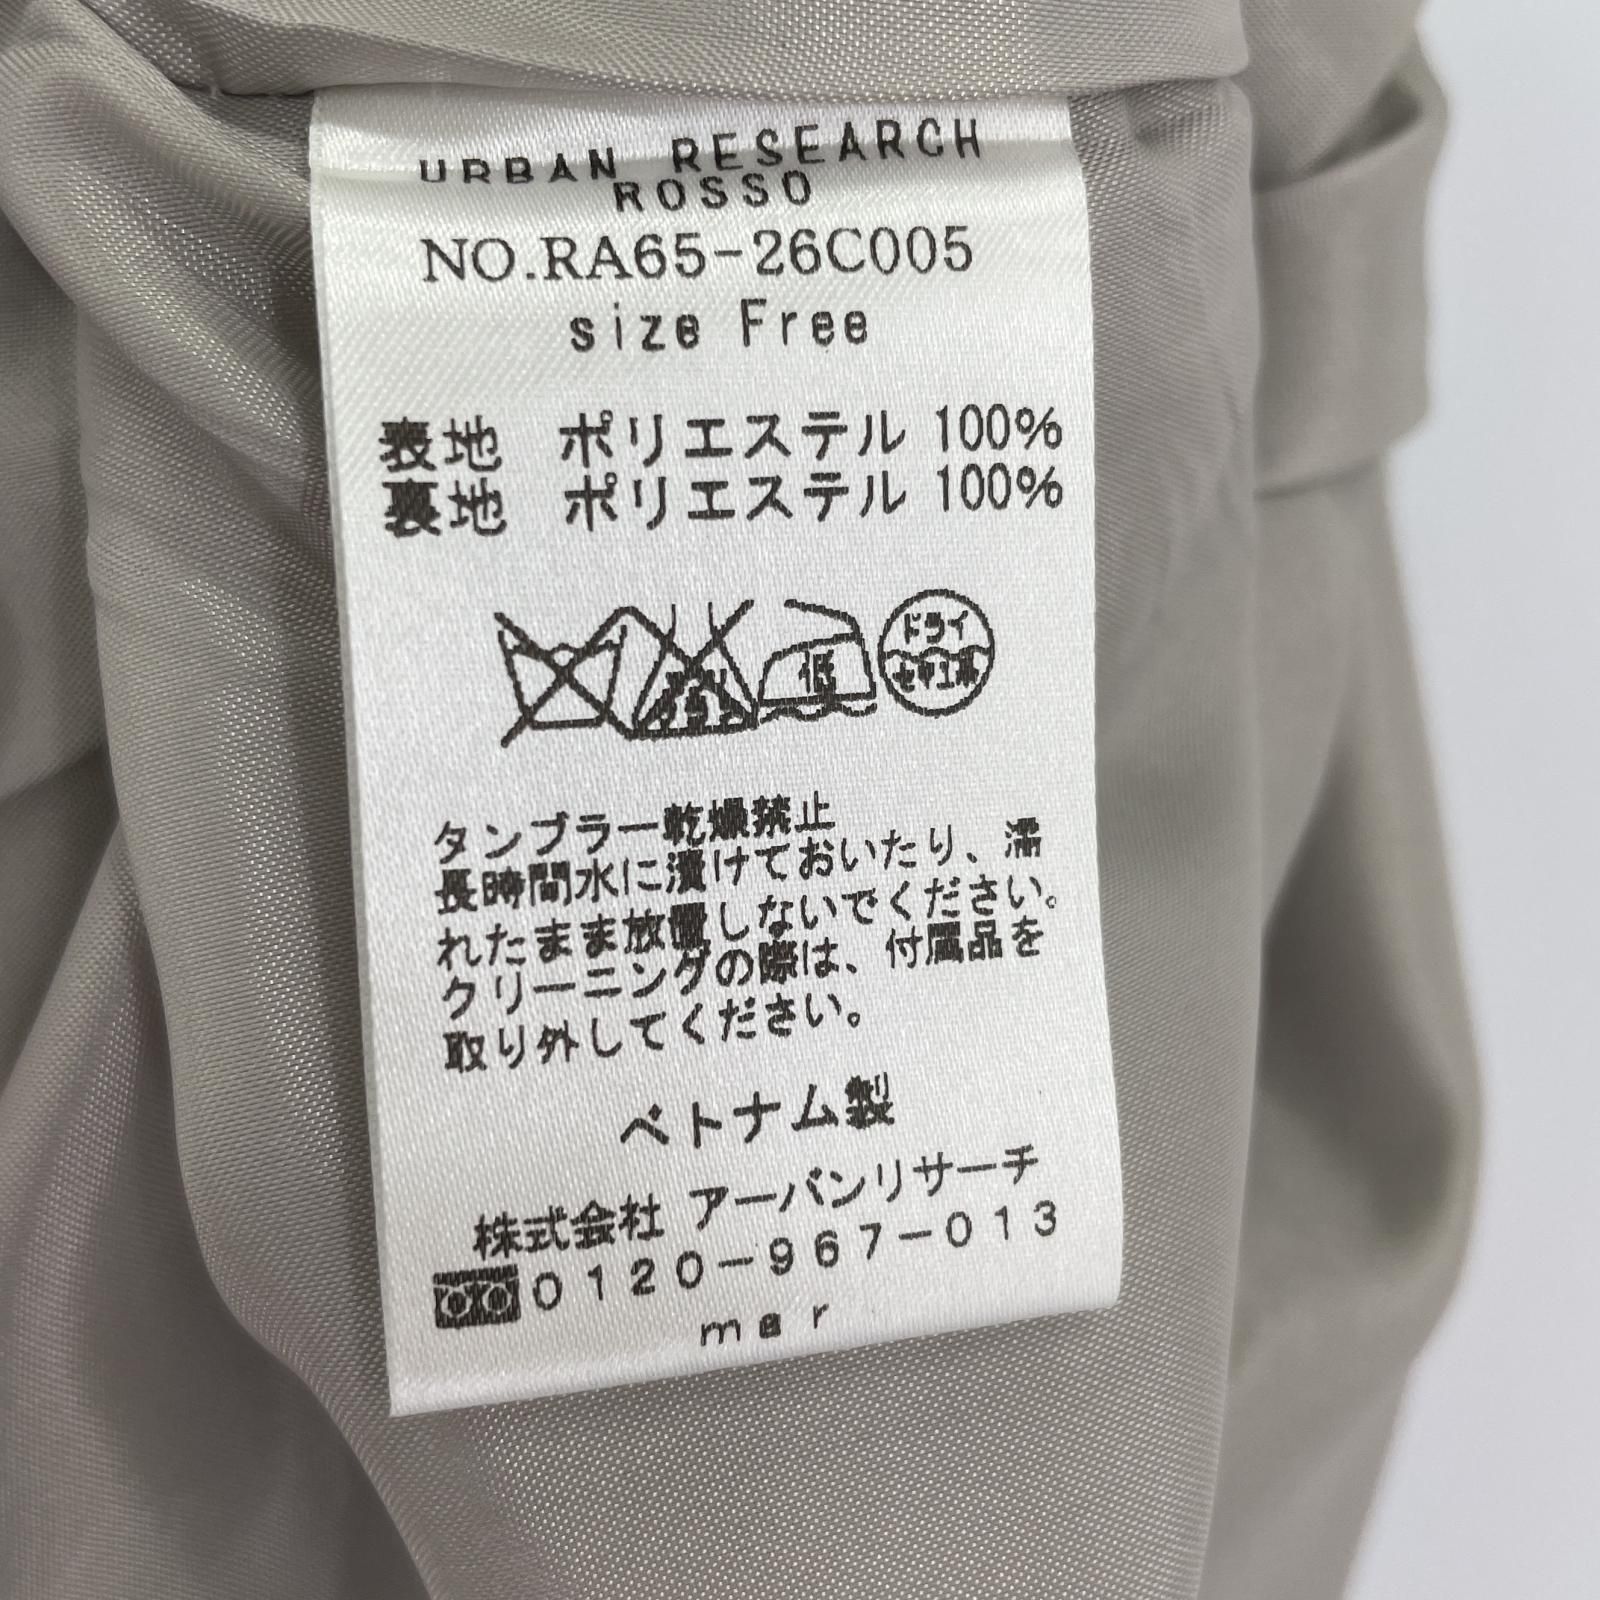 URBAN RESEARCH
ROSSO
NO.RA65-26C005
size Free
表地 ポリエステル 100%
裏地 ポリエステル 100%
低
ドライ
セキユ系
タンブラー乾燥禁止
長時間水に漬けておいたり、濡
れたまま放置しないでください。
クリーニングの際は、付属品を
取り外してください。
ベトナム製
株式会社 アーバンリサーチ
0120-967-013
mar